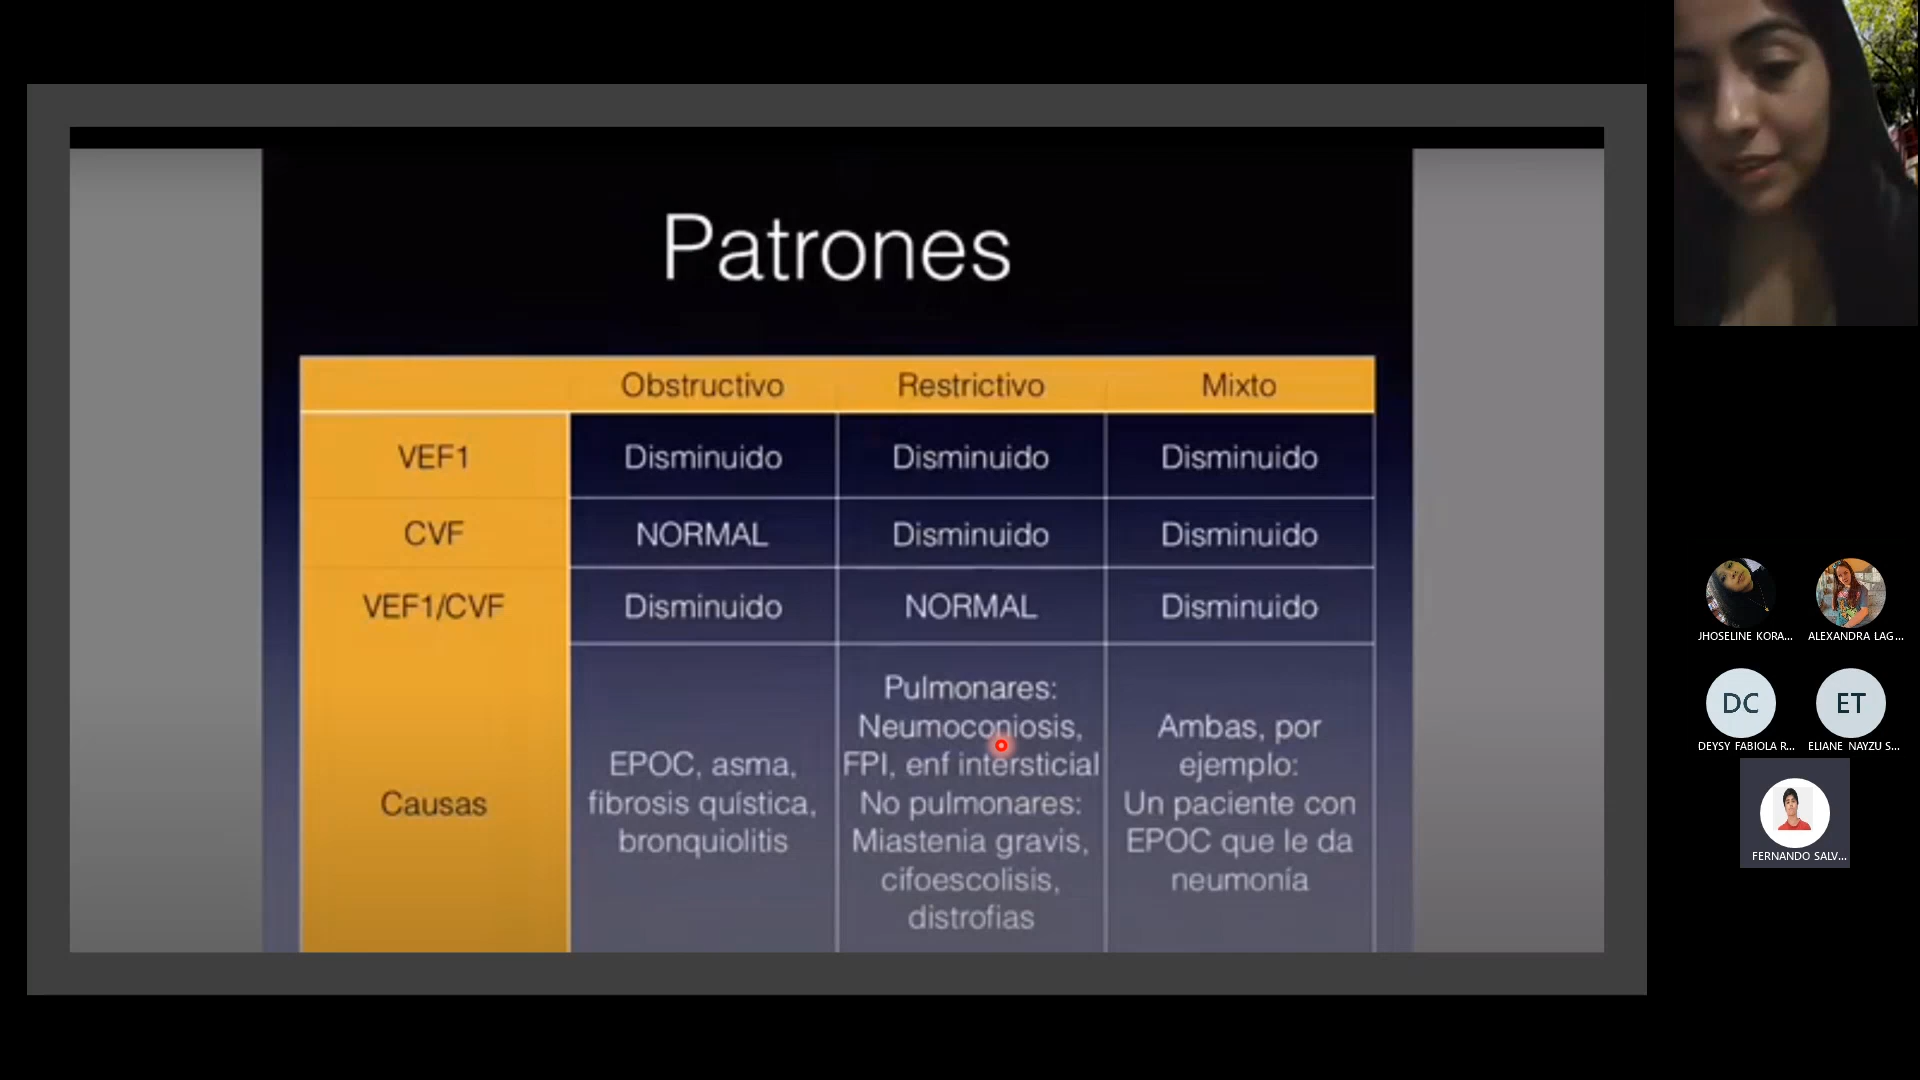 Patrones
Obstructivo Restrictivo Mixto
VEF1 Disminuido Disminuido Disminuido
CVF NORMAL Disminuido Disminuido
VEF1/CVF Disminuido NORMAL Disminuido
Causas
EPOC, asma,
fibrosis quística,
bronquiolitis
Pulmonares:
Neumoconiosis,
FPI, enf intersticial
No pulmonares:
Miastenia gravis,
cifoescolisis,
distrofias
Ambas, por
ejemplo:
Un paciente con
EPOC que le da
neumonía
JHOSELINE KORA...
ALEXANDRA LAG...
DC
ET
DEYSY FABIOLA R...
ELIANE NAYZU S...
FERNANDO SALV...